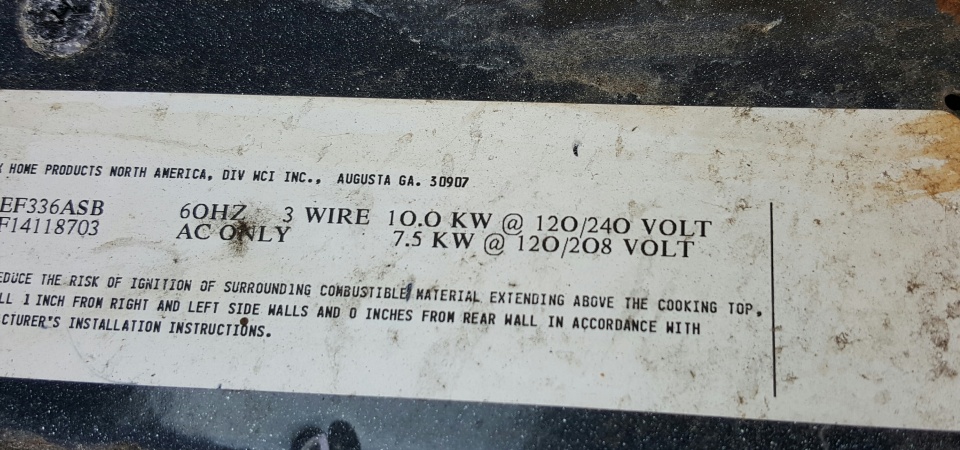 HOME PRODUCTS NORTH AMERICA, DIV WCI INC., AUGUSTA GA. 30907
EF336ASB 60HZ 3 WIRE 10.0 KW @ 120/240 VOLT
F14118703 AC ONLY 7.5 KW @ 120/208 VOLT
EDUCE THE RISK OF IGNITION OF SURROUNDING COMBUSTIBLE MATERIAL EXTENDING ABOVE THE COOKING TOP,
LL 1 INCH FROM RIGHT AND LEFT SIDE WALLS AND 0 INCHES FROM REAR WALL IN ACCORDANCE WITH
CTURER'S INSTALLATION INSTRUCTIONS.